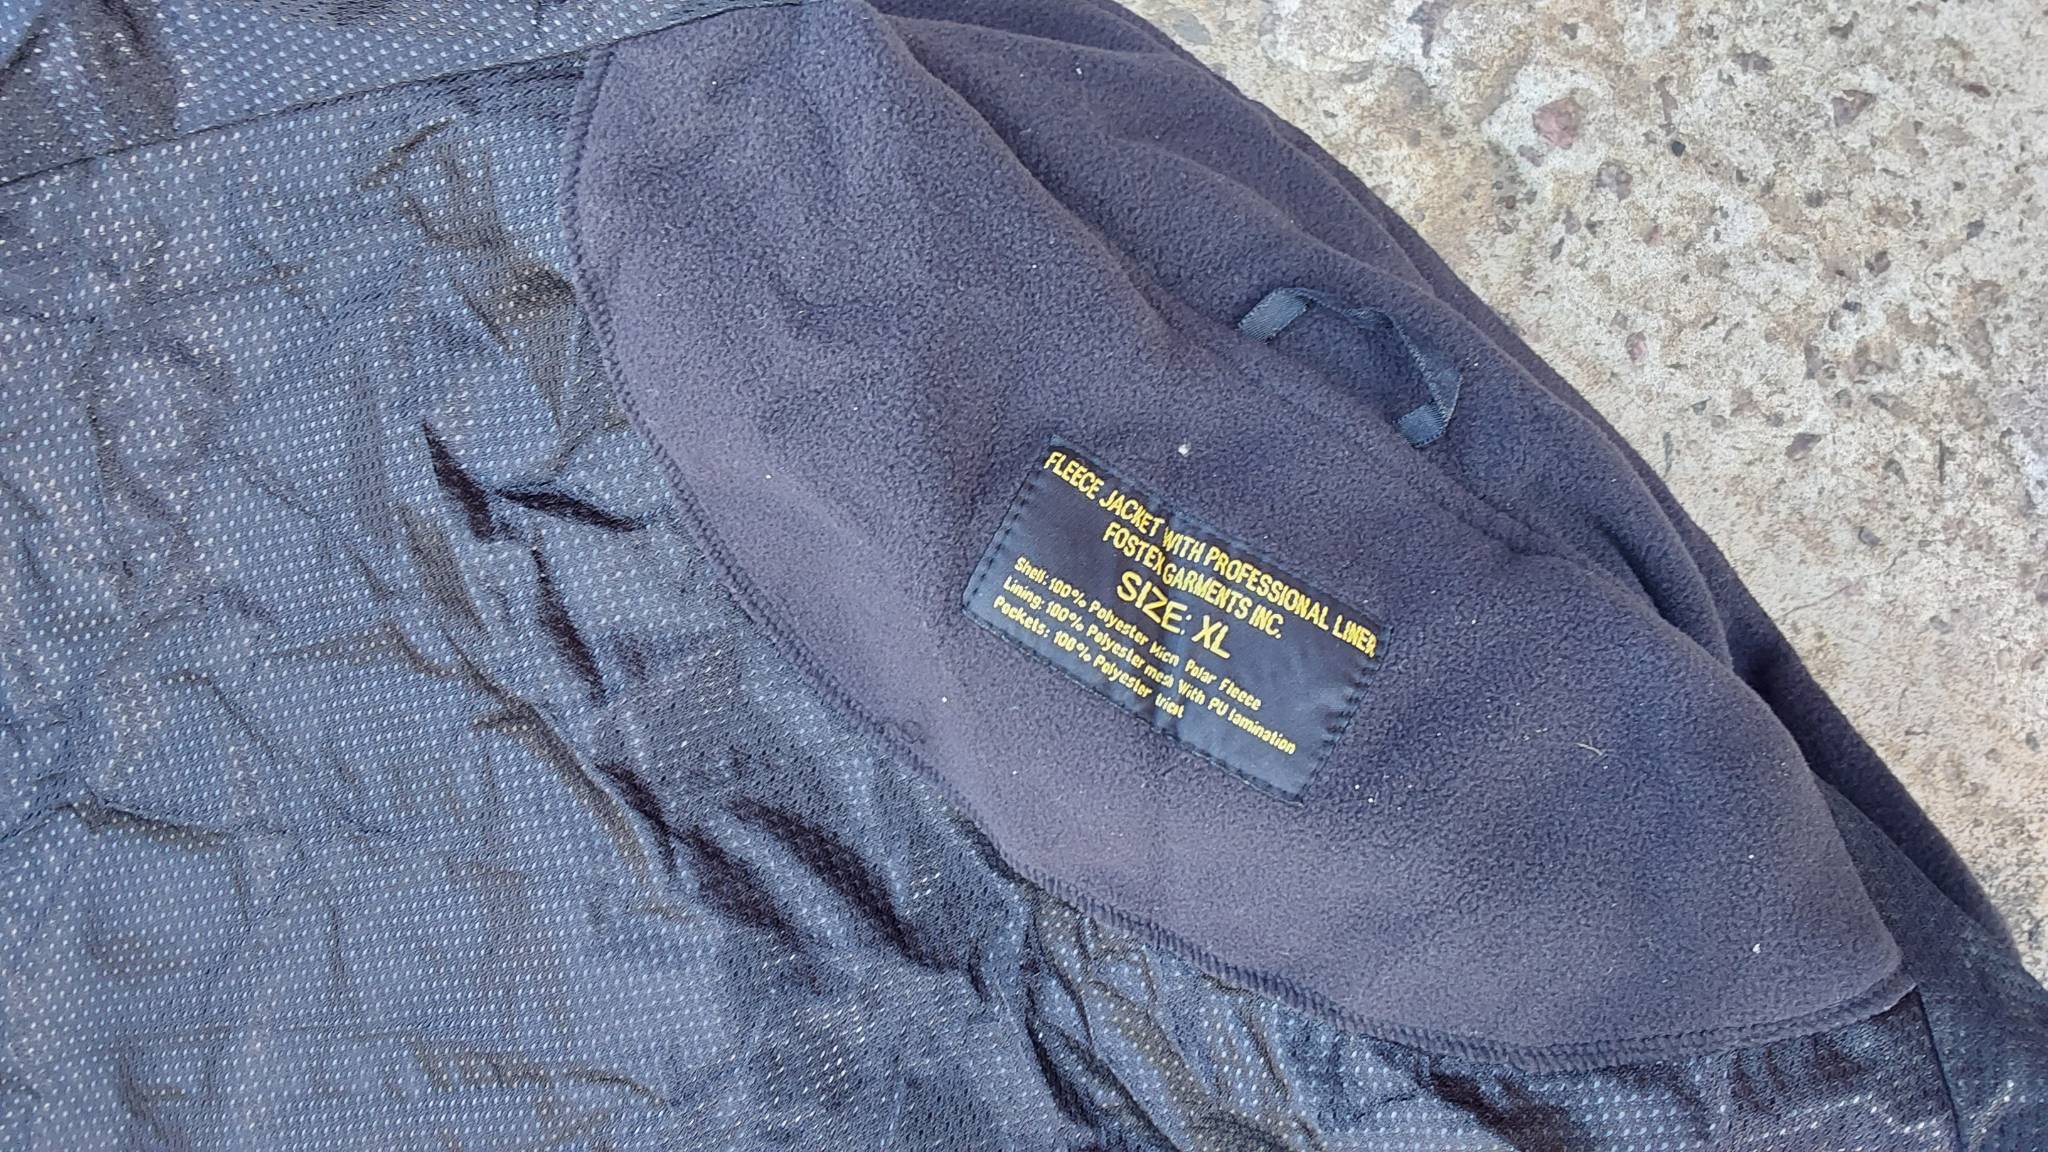 FLEECE JACKET WITH PROFESSIONAL LINER
FOSTEX GARMENTS INC.
SIZE: XL
Shell: 100% Polyester Micro Polar Fleece
Lining: 100% Polyester mesh With PU lamination
Pockets: 100% Polyester tricot